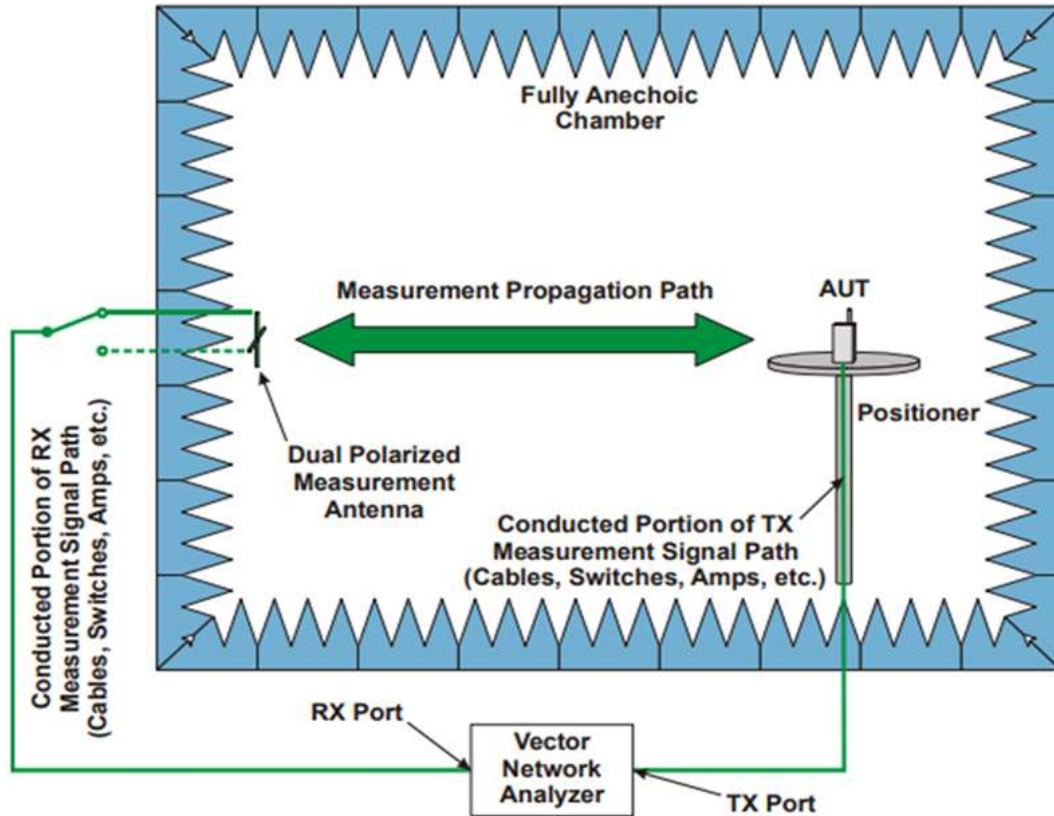 Fully Anechoic
Chamber
Measurement Propagation Path
AUT
Positioner
Dual Polarized
Measurement
Antenna
Conducted Portion of TX
Measurement Signal Path
(Cables, Switches, Amps, etc.)
Conducted Portion of RX
Measurement Signal Path
(Cables, Switches, Amps, etc.)
RX Port
Vector
Network
Analyzer
TX Port